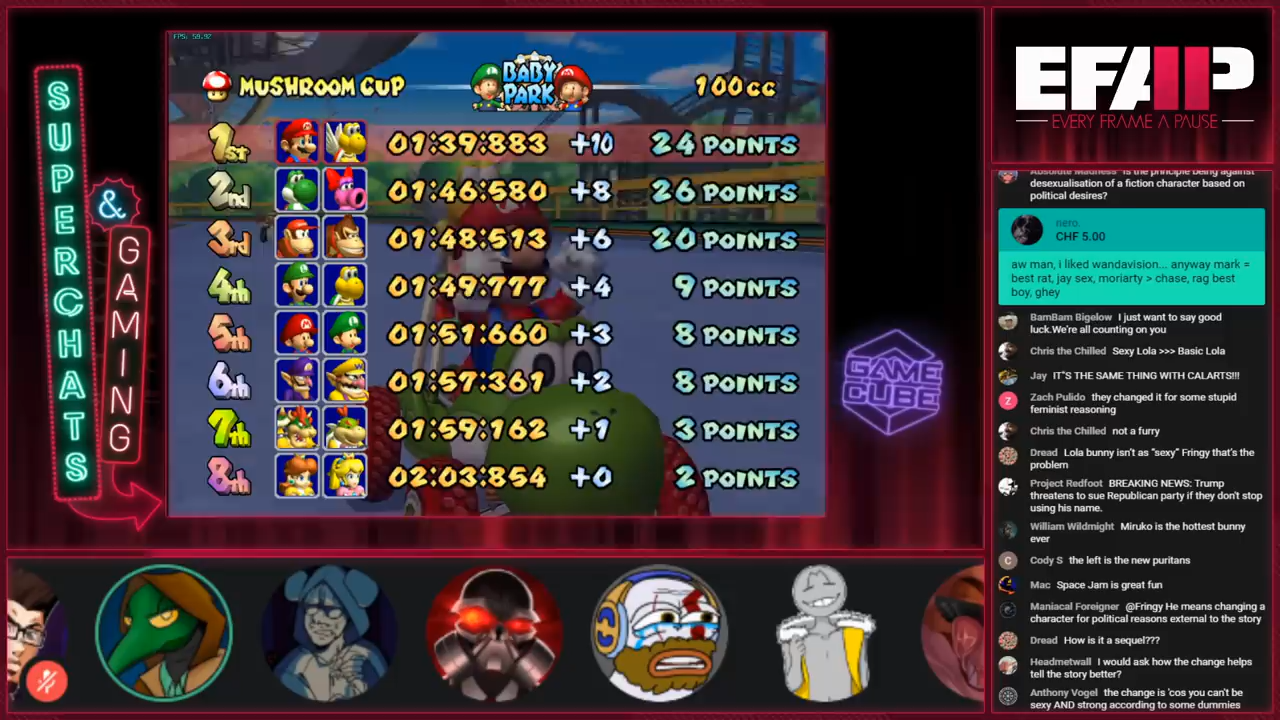 SUPERCHATS
&
GAMING
FPS: 59.97
MUSHROOM CUP
BABY PARK
100cc
1st 01:39:883 +10 24 POINTS
2nd 01:46:580 +8 26 POINTS
3rd 01:48:513 +6 20 POINTS
4th 01:49:777 +4 9 POINTS
5th 01:51:660 +3 8 POINTS
6th 01:57:361 +2 8 POINTS
7th 01:59:162 +1 3 POINTS
8th 02:03:854 +0 2 POINTS
GAME
CUBE
EFAP
EVERY FRAME A PAUSE
Absolute Madness Is the principle being against
desexualisation of a fiction character based on
political desires?
nero.
CHF 5.00
aw man, i liked wandavision... anyway mark =
best rat, jay sex, moriarty > chase, rag best
boy, ghey
BamBam Bigelow I just want to say good
luck.We're all counting on you
Chris the Chilled Sexy Lola >>> Basic Lola
Jay IT"S THE SAME THING WITH CALARTS!!!
Z
Zach Pulido they changed it for some stupid
feminist reasoning
Chris the Chilled not a furry
Dread Lola bunny isn't as "sexy" Fringy that's the
problem
Project Redfoot BREAKING NEWS: Trump
threatens to sue Republican party if they don't stop
using his name.
William Wildmight Miruko is the hottest bunny
ever
C
Cody S the left is the new puritans
Mac Space Jam is great fun
Maniacal Foreigner @Fringy He means changing a
character for political reasons external to the story
Dread How is it a sequel???
Headmetwall I would ask how the change helps
tell the story better?
Anthony Vogel the change is 'cos you can't be
sexy AND strong according to some dummies